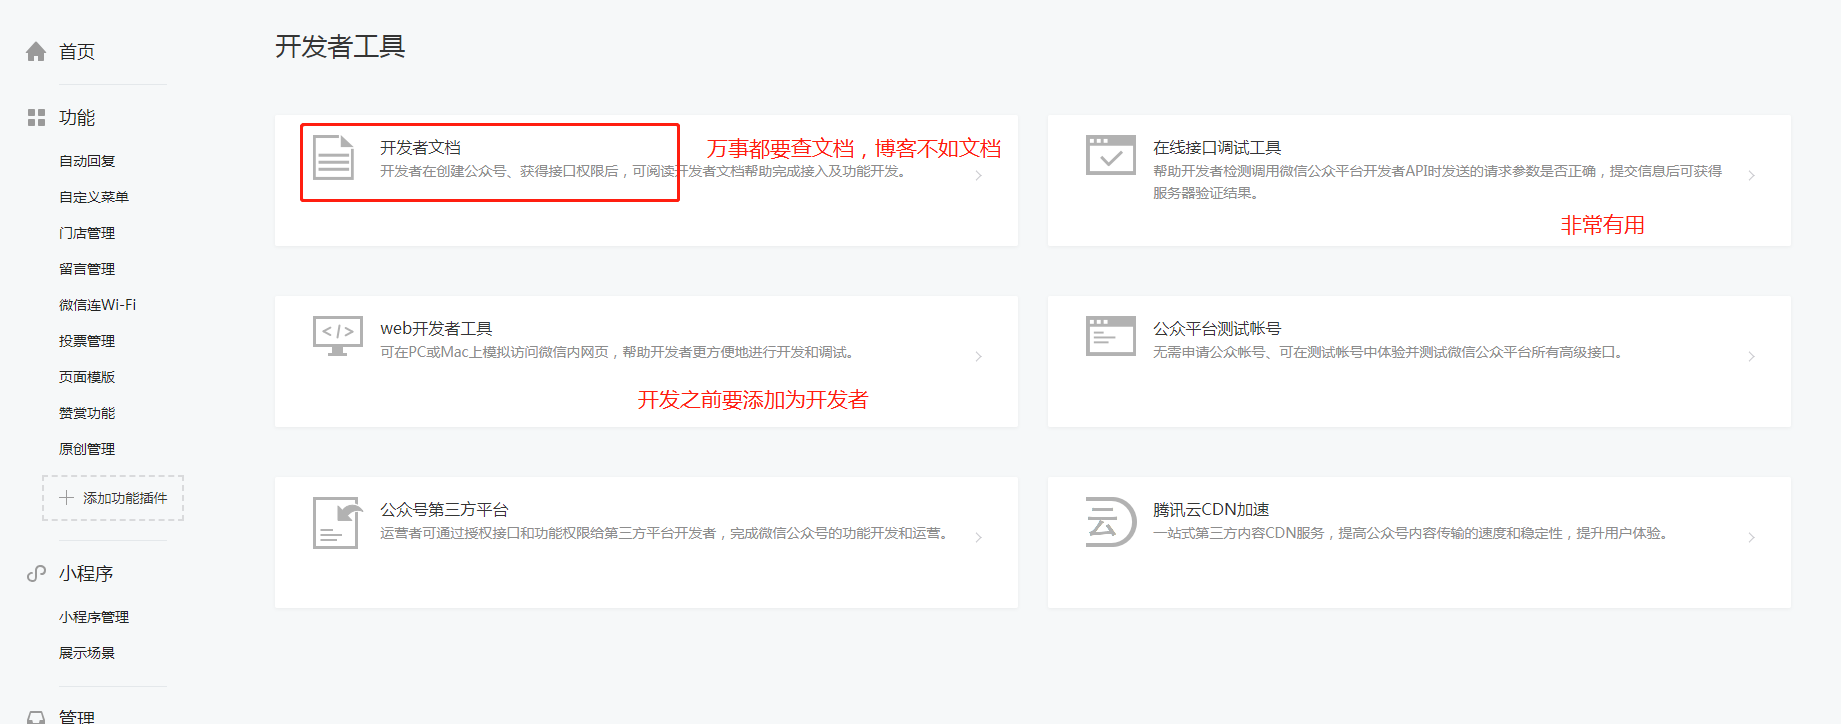 首页
功能
自动回复
自定义菜单
门店管理
留言管理
微信连Wi-Fi
投票管理
页面模版
赞赏功能
原创管理
添加功能插件
小程序
小程序管理
展示场景
管理
开发者工具
开发者文档
万事都要查文档，博客不如文档
开发者在创建公众号、获得接口权限后，可阅读开发者文档帮助完成接入及功能开发。
在线接口调试工具
帮助开发者检测调用微信公众平台开发者API时发送的请求参数是否正确，提交信息后可获得
服务器验证结果。
非常有用
web开发者工具
可在PC或Mac上模拟访问微信内网页，帮助开发者更方便地进行开发和调试。
开发之前要添加为开发者
公众平台测试帐号
无需申请公众帐号、可在测试帐号中体验并测试微信公众平台所有高级接口。
公众号第三方平台
运营者可通过授权接口和功能权限给第三方平台开发者，完成微信公众号的功能开发和运营。
云
腾讯云CDN加速
一站式第三方内容CDN服务，提高公众号内容传输的速度和稳定性，提升用户体验。